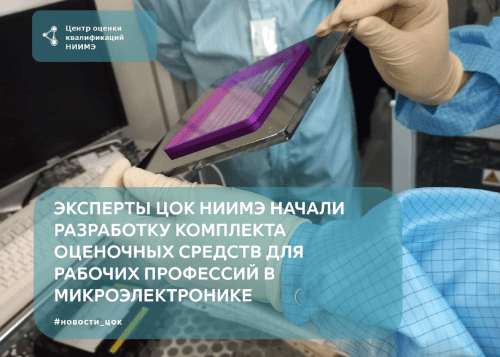 Центр оценки
квалификаций
НИИМЭ
ЭКСПЕРТЫ ЦОК НИИМЭ НАЧАЛИ
РАЗРАБОТКУ КОМПЛЕКТА
ОЦЕНОЧНЫХ СРЕДСТВ ДЛЯ
РАБОЧИХ ПРОФЕССИЙ В
МИКРОЭЛЕКТРОНИКЕ
#новости_цок